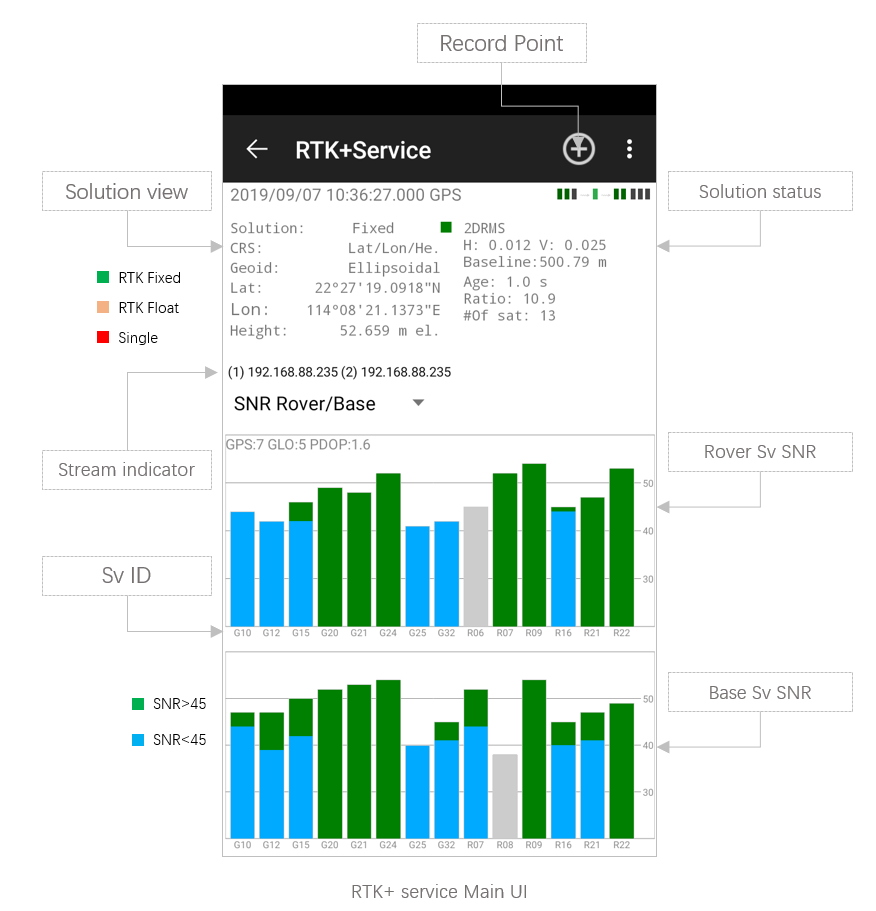 Record Point
RTK+Service
Solution view
Solution status
2019/09/07 10:36:27.000 GPS
Solution: Fixed
CRS: Lat/Lon/He.
Geoid: Ellipsoidal
Lat: 22°27'19.0918"N
Lon: 114°08'21.1373"E
Height: 52.659 m el.
2DRMS
H: 0.012 V: 0.025
Baseline:500.79 m
Age: 1.0 s
Ratio: 10.9
#Of sat: 13
RTK Fixed
RTK Float
Single
(1) 192.168.88.235 (2) 192.168.88.235
SNR Rover/Base
Stream indicator
Rover Sv SNR
GPS:7 GLO:5 PDOP:1.6
50
40
30
G10 G12 G15 G20 G21 G24 G25 G32 R06 R07 R09 R16 R21 R22
Sv ID
SNR>45
SNR<45
Base Sv SNR
50
40
30
G10 G12 G15 G20 G21 G24 G25 G32 R07 R08 R09 R16 R21 R22
RTK+ service Main UI